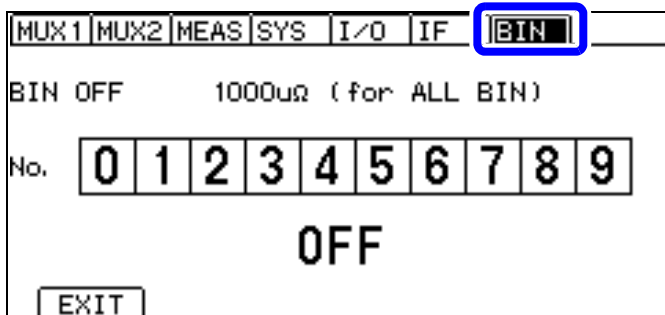 MUX1 MUX2 MEAS SYS I/O IF BIN
BIN OFF 1000uΩ (for ALL BIN)
No. 0 1 2 3 4 5 6 7 8 9
OFF
EXIT